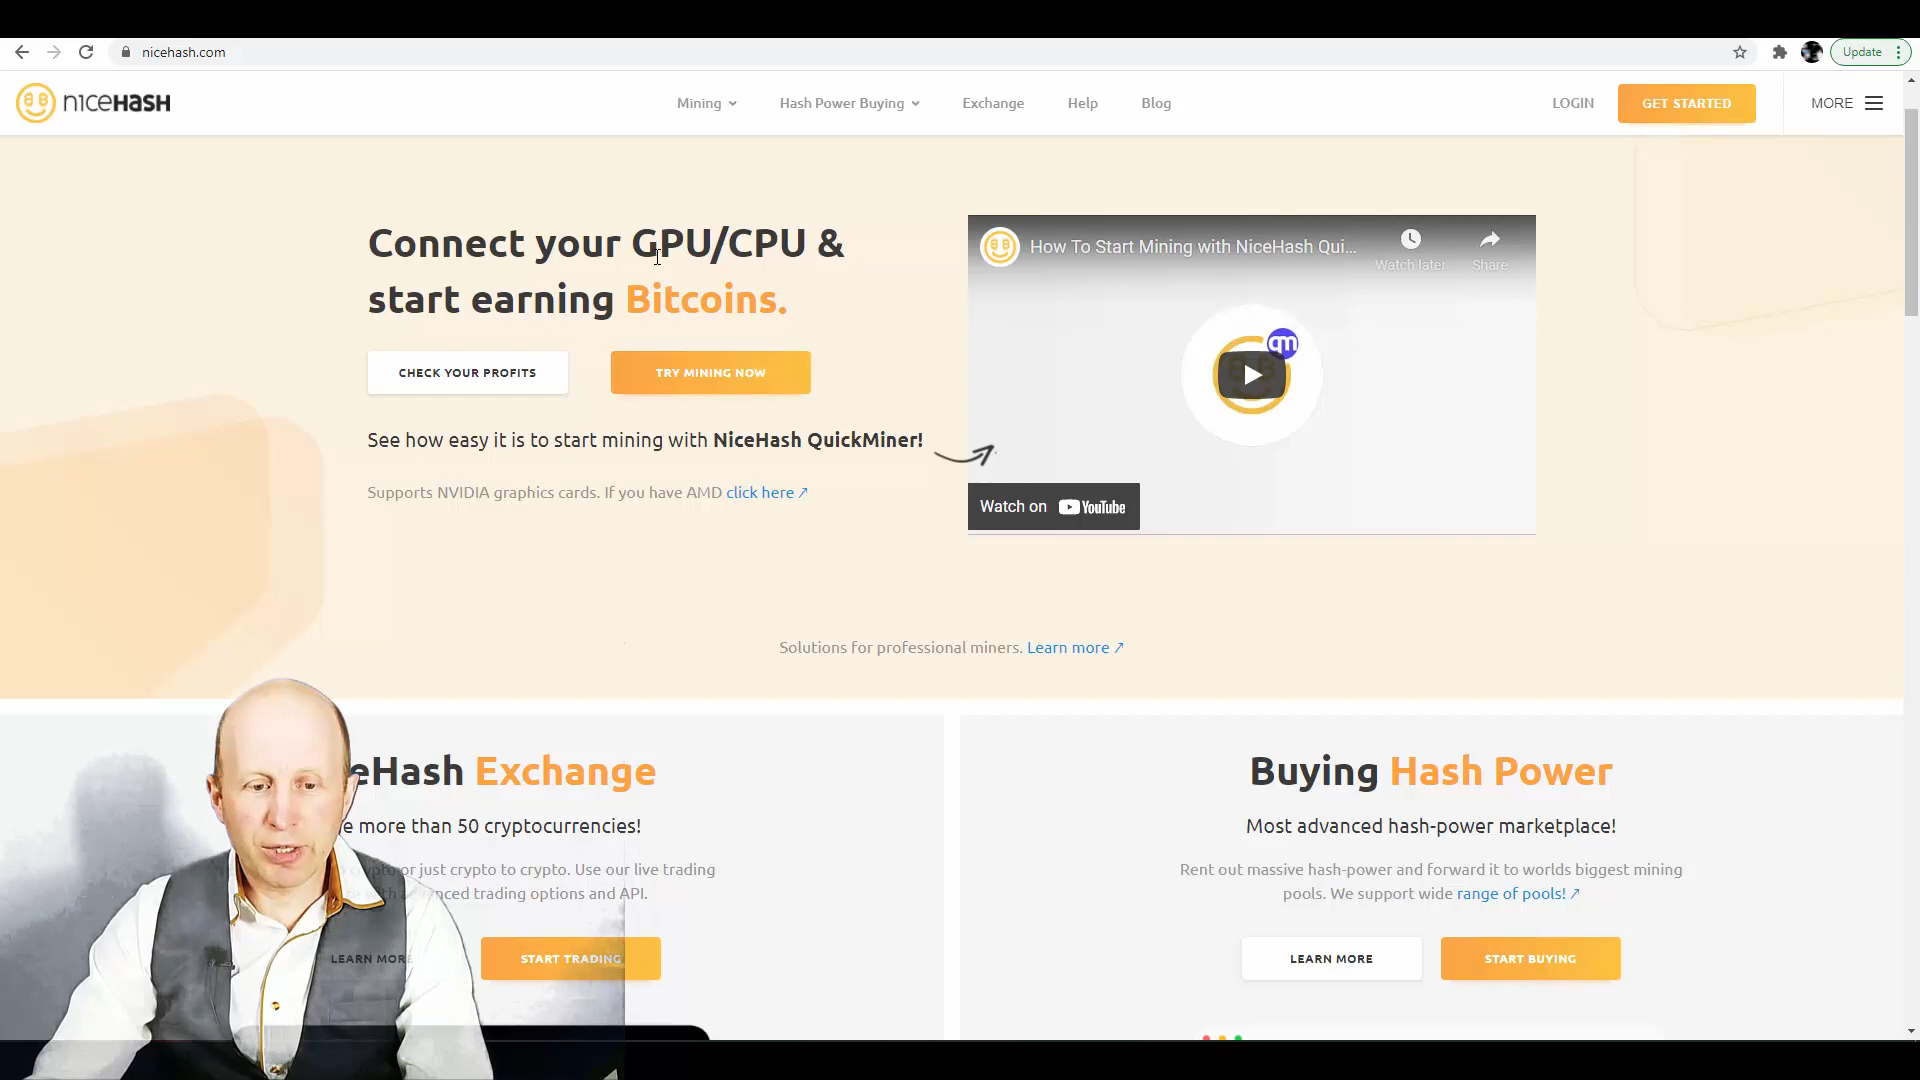 nicehash.com
Update
NICEHASH
Mining
Hash Power Buying
Exchange
Help
Blog
LOGIN
GET STARTED
MORE
Connect your GPU/CPU &
start earning Bitcoins.
CHECK YOUR PROFITS
TRY MINING NOW
See how easy it is to start mining with NiceHash QuickMiner!
Supports NVIDIA graphics cards. If you have AMD click here
How To Start Mining with NiceHash Qui...
Watch later
Share
qm
Watch on YouTube
Solutions for professional miners. Learn more
eHash Exchange
more than 50 cryptocurrencies!
or just crypto to crypto. Use our live trading
trading options and API.
LEARN MORE
START TRADING
Buying Hash Power
Most advanced hash-power marketplace!
Rent out massive hash-power and forward it to worlds biggest mining
pools. We support wide range of pools!
LEARN MORE
START BUYING